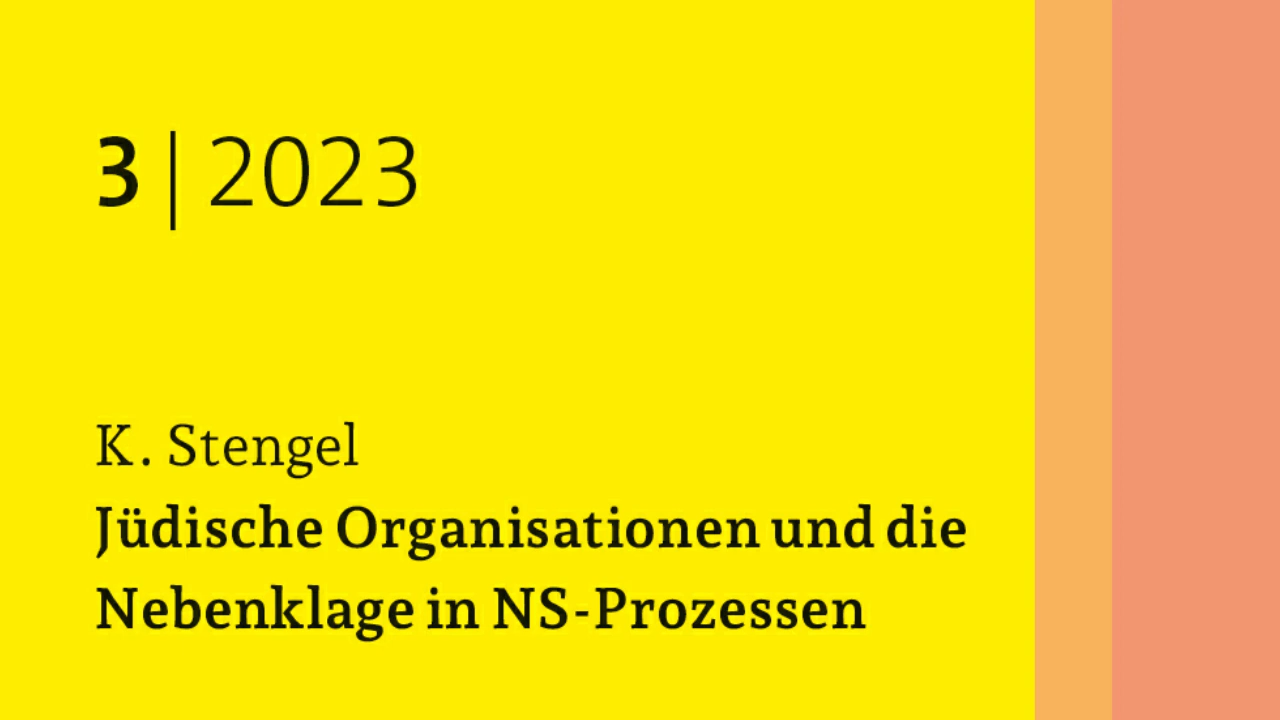 3 | 2023
K. Stengel
Jüdische Organisationen und die
Nebenklage in NS-Prozessen